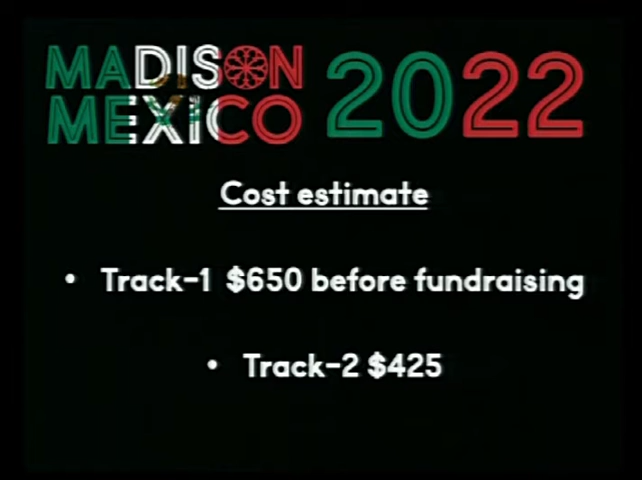 MADISON
MEXICO 2022
Cost estimate
• Track-1 $650 before fundraising
• Track-2 $425